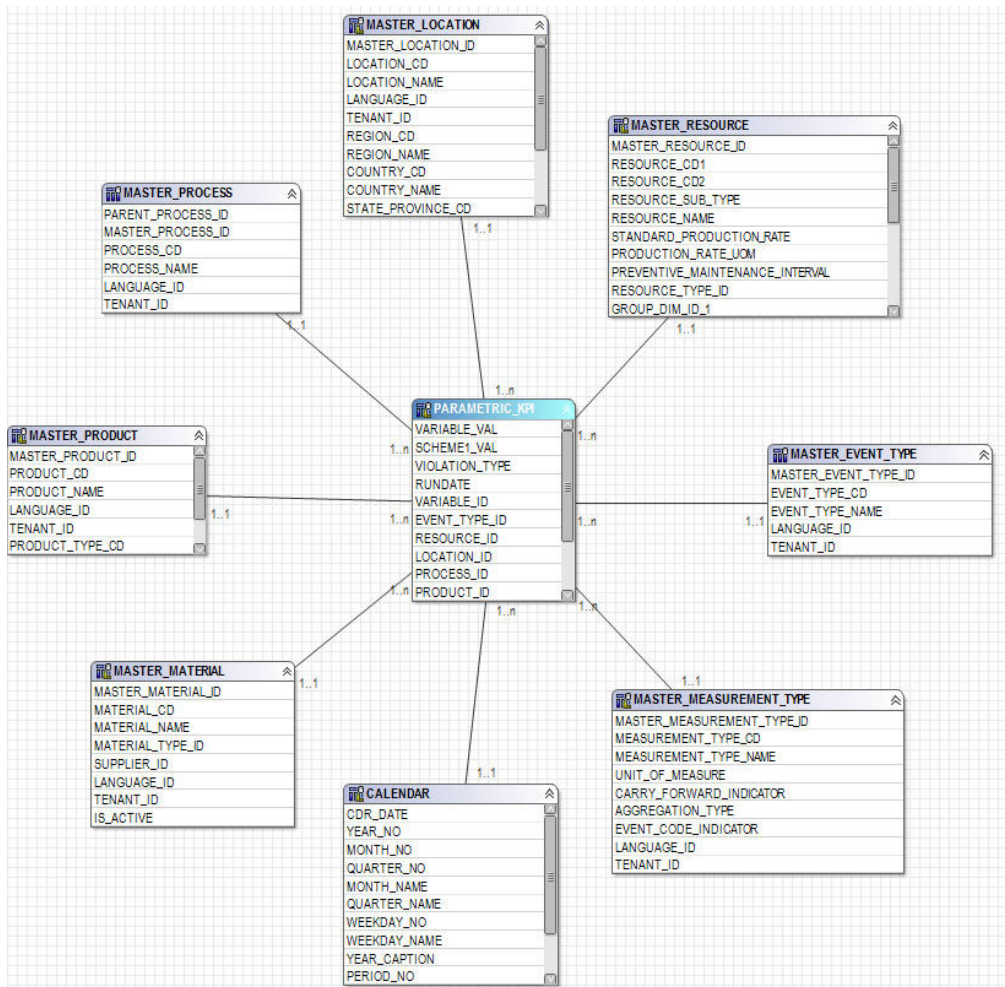 MASTER_LOCATION
MASTER_LOCATION_ID
LOCATION_CD
LOCATION_NAME
LANGUAGE_ID
TENANT_ID
REGION_CD
REGION_NAME
COUNTRY_CD
COUNTRY_NAME
STATE_PROVINCE_CD
1..1
MASTER_RESOURCE
MASTER_RESOURCE_ID
RESOURCE_CD1
RESOURCE_CD2
RESOURCE_SUB_TYPE
RESOURCE_NAME
STANDARD_PRODUCTION_RATE
PRODUCTION_RATE_UOM
PREVENTIVE_MAINTENANCE_INTERVAL
RESOURCE_TYPE_ID
GROUP_DIM_ID_1
1..1
MASTER_PROCESS
PARENT_PROCESS_ID
MASTER_PROCESS_ID
PROCESS_CD
PROCESS_NAME
LANGUAGE_ID
TENANT_ID
1..1
1..n
PARAMETRIC_KPI
VARIABLE_VAL
SCHEME1_VAL
VIOLATION_TYPE
RUNDATE
VARIABLE_ID
EVENT_TYPE_ID
RESOURCE_ID
LOCATION_ID
PROCESS_ID
PRODUCT_ID
1..n
1..n
1..n
1..n
1..n
1..n
1..n
MASTER_PRODUCT
MASTER_PRODUCT_ID
PRODUCT_CD
PRODUCT_NAME
LANGUAGE_ID
TENANT_ID
PRODUCT_TYPE_CD
1..1
MASTER_EVENT_TYPE
MASTER_EVENT_TYPE_ID
EVENT_TYPE_CD
EVENT_TYPE_NAME
LANGUAGE_ID
TENANT_ID
1..1
MASTER_MATERIAL
MASTER_MATERIAL_ID
MATERIAL_CD
MATERIAL_NAME
MATERIAL_TYPE_ID
SUPPLIER_ID
LANGUAGE_ID
TENANT_ID
IS_ACTIVE
1..1
MASTER_MEASUREMENT_TYPE
MASTER_MEASUREMENT_TYPE_ID
MEASUREMENT_TYPE_CD
MEASUREMENT_TYPE_NAME
UNIT_OF_MEASURE
CARRY_FORWARD_INDICATOR
AGGREGATION_TYPE
EVENT_CODE_INDICATOR
LANGUAGE_ID
TENANT_ID
1..1
CALENDAR
CDR_DATE
YEAR_NO
MONTH_NO
QUARTER_NO
MONTH_NAME
QUARTER_NAME
WEEKDAY_NO
WEEKDAY_NAME
YEAR_CAPTION
PERIOD_NO
1..1